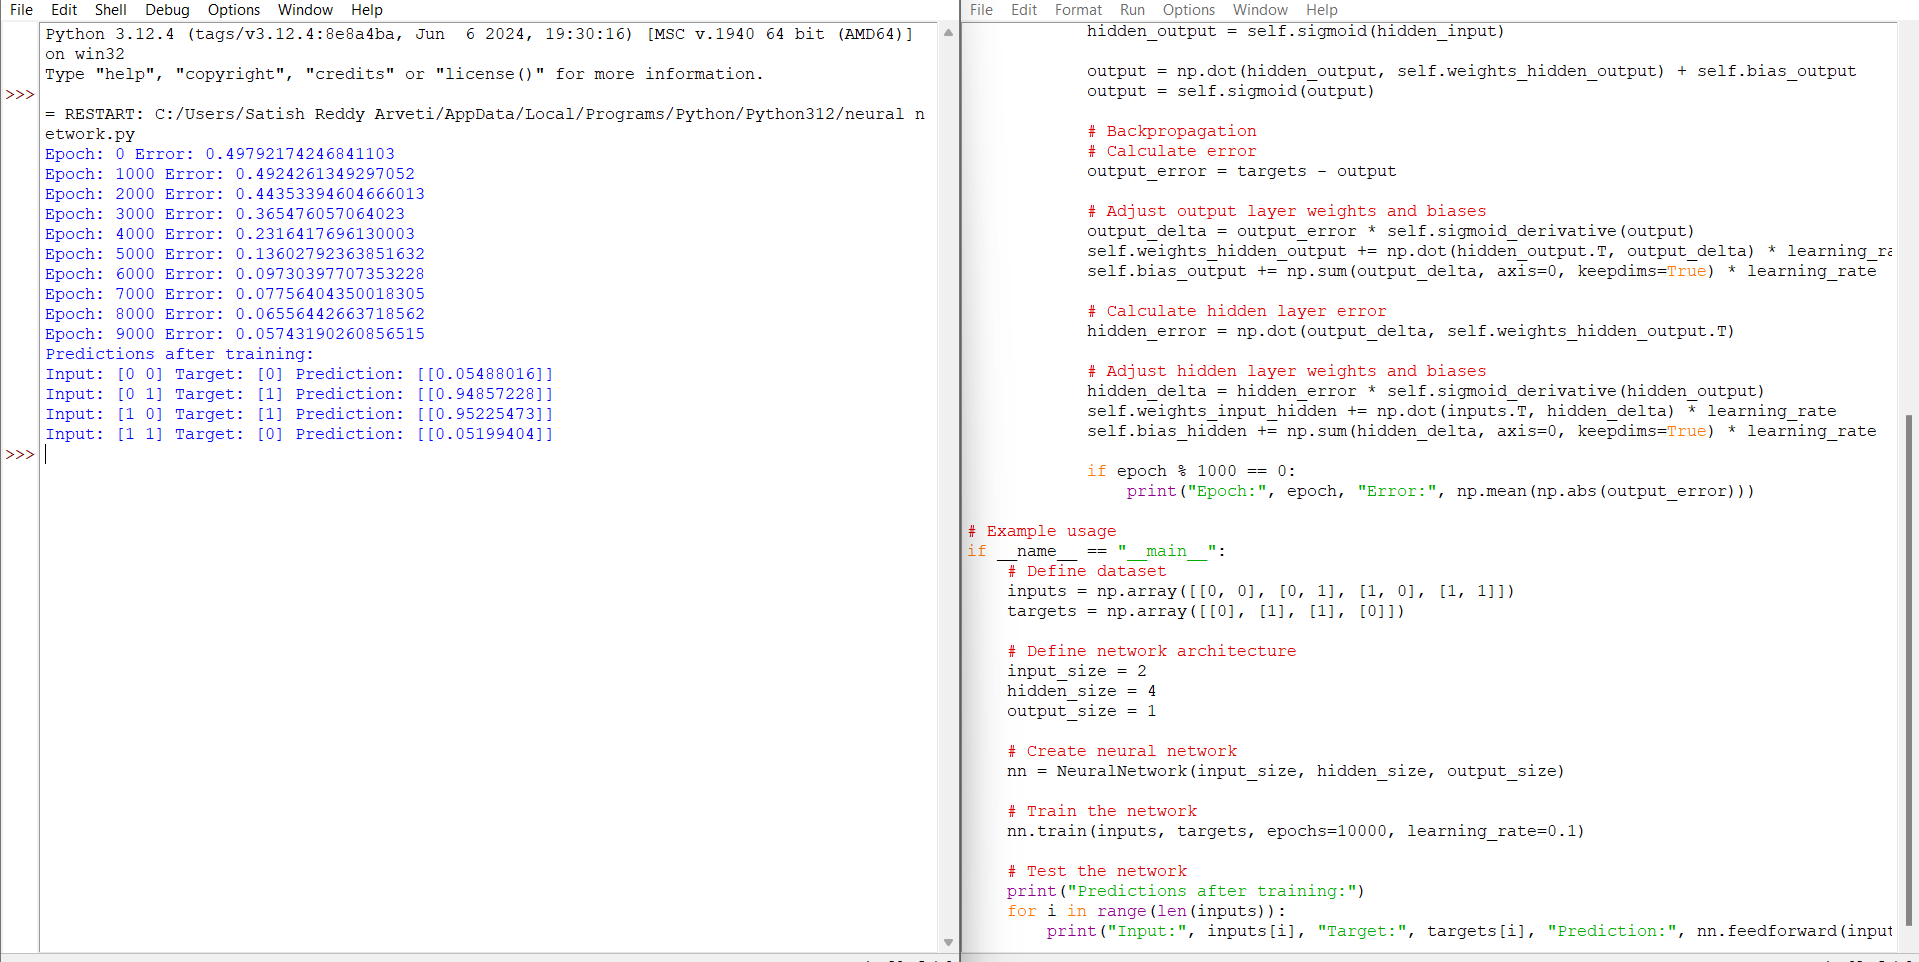 File Edit Shell Debug Options Window Help
Python 3.12.4 (tags/v3.12.4:8e8a4ba, Jun  6 2024, 19:30:16) [MSC v.1940 64 bit (AMD64)]
on win32
Type "help", "copyright", "credits" or "license()" for more information.
>>>
= RESTART: C:/Users/Satish Reddy Arveti/AppData/Local/Programs/Python/Python312/neural n
etwork.py
Epoch: 0 Error: 0.49792174246841103
Epoch: 1000 Error: 0.4924261349297052
Epoch: 2000 Error: 0.44353394604666013
Epoch: 3000 Error: 0.365476057064023
Epoch: 4000 Error: 0.2316417696130003
Epoch: 5000 Error: 0.13602792363851632
Epoch: 6000 Error: 0.09730397707353228
Epoch: 7000 Error: 0.07756404350018305
Epoch: 8000 Error: 0.06556442663718562
Epoch: 9000 Error: 0.05743190260856515
Predictions after training:
Input: [0 0] Target: [0] Prediction: [[0.05488016]]
Input: [0 1] Target: [1] Prediction: [[0.94857228]]
Input: [1 0] Target: [1] Prediction: [[0.95225473]]
Input: [1 1] Target: [0] Prediction: [[0.05199404]]
>>>
File Edit Format Run Options Window Help
            hidden_output = self.sigmoid(hidden_input)

            output = np.dot(hidden_output, self.weights_hidden_output) + self.bias_output
            output = self.sigmoid(output)

            # Backpropagation
            # Calculate error
            output_error = targets - output

            # Adjust output layer weights and biases
            output_delta = output_error * self.sigmoid_derivative(output)
            self.weights_hidden_output += np.dot(hidden_output.T, output_delta) * learning_ra
            self.bias_output += np.sum(output_delta, axis=0, keepdims=True) * learning_rate

            # Calculate hidden layer error
            hidden_error = np.dot(output_delta, self.weights_hidden_output.T)

            # Adjust hidden layer weights and biases
            hidden_delta = hidden_error * self.sigmoid_derivative(hidden_output)
            self.weights_input_hidden += np.dot(inputs.T, hidden_delta) * learning_rate
            self.bias_hidden += np.sum(hidden_delta, axis=0, keepdims=True) * learning_rate

            if epoch % 1000 == 0:
                print("Epoch:", epoch, "Error:", np.mean(np.abs(output_error)))

# Example usage
if __name__ == "__main__":
    # Define dataset
    inputs = np.array([[0, 0], [0, 1], [1, 0], [1, 1]])
    targets = np.array([[0], [1], [1], [0]])

    # Define network architecture
    input_size = 2
    hidden_size = 4
    output_size = 1

    # Create neural network
    nn = NeuralNetwork(input_size, hidden_size, output_size)

    # Train the network
    nn.train(inputs, targets, epochs=10000, learning_rate=0.1)

    # Test the network
    print("Predictions after training:")
    for i in range(len(inputs)):
        print("Input:", inputs[i], "Target:", targets[i], "Prediction:", nn.feedforward(input